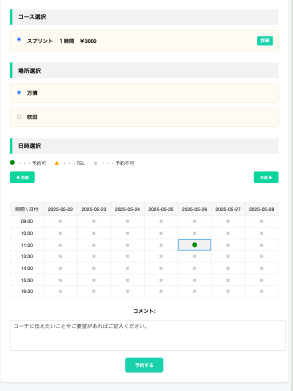 コース選択
スプリント　1時間　¥3000
詳細
場所選択
万博
吹田
日時選択
● ・・・予約可　▲ ・・・TEL　× ・・・予約不可
時間\日付 2025-05-22 2025-05-23 2025-05-24 2025-05-25 2025-05-26 2025-05-27 2025-05-28
09:00 × × × × × × ×
10:00 × × × × × × ×
11:00 × × × × ● × ×
13:00 × × × × × × ×
14:00 × × × × × × ×
15:00 × × × × × × ×
16:00 × × × × × × ×
コメント:
コーチに伝えたいことやご要望があればご記入ください。
予約する